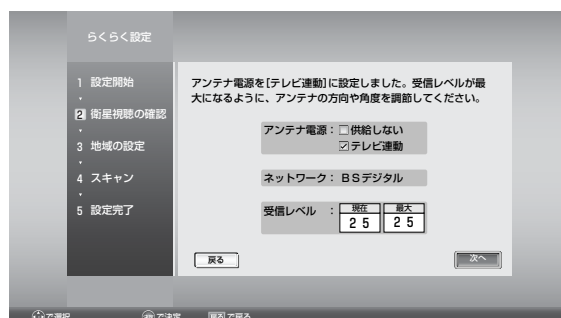 らくらく設定
1 設定開始
2 衛星視聴の確認
3 地域の設定
4 スキャン
5 設定完了
アンテナ電源を[テレビ連動]に設定しました。受信レベルが最
大になるように、アンテナの方向や角度を調節してください。
アンテナ電源：□供給しない
☑テレビ連動
ネットワーク：BSデジタル
受信レベル ： 現在 最大
25 25
戻る 次へ
で選択 で決定 戻る で戻る